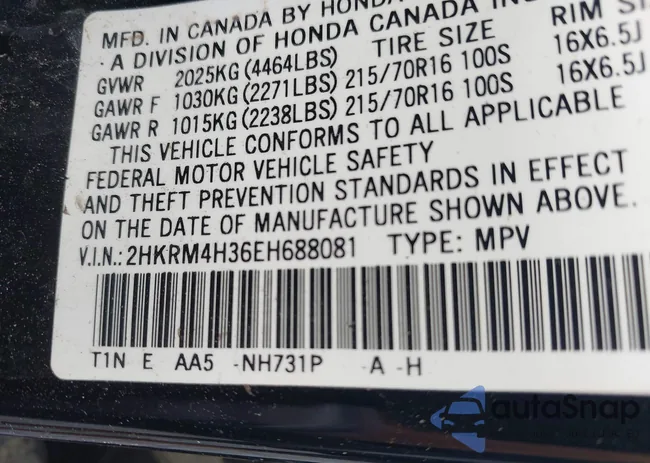 MFD. IN CANADA BY HONDA
A DIVISION OF HONDA CANADA INC
TIRE SIZE
RIM SI
GVWR 2025KG (4464LBS)
GAWR F 1030KG (2271LBS) 215/70R16 100S 16X6.5J
GAWR R 1015KG (2238LBS) 215/70R16 100S 16X6.5J
THIS VEHICLE CONFORMS TO ALL APPLICABLE
FEDERAL MOTOR VEHICLE SAFETY
AND THEFT PREVENTION STANDARDS IN EFFECT
ON THE DATE OF MANUFACTURE SHOWN ABOVE.
V.I.N.: 2HKRM4H36EH688081 TYPE: MPV
T1N E AA5 -NH731P -A -H
autoSnap